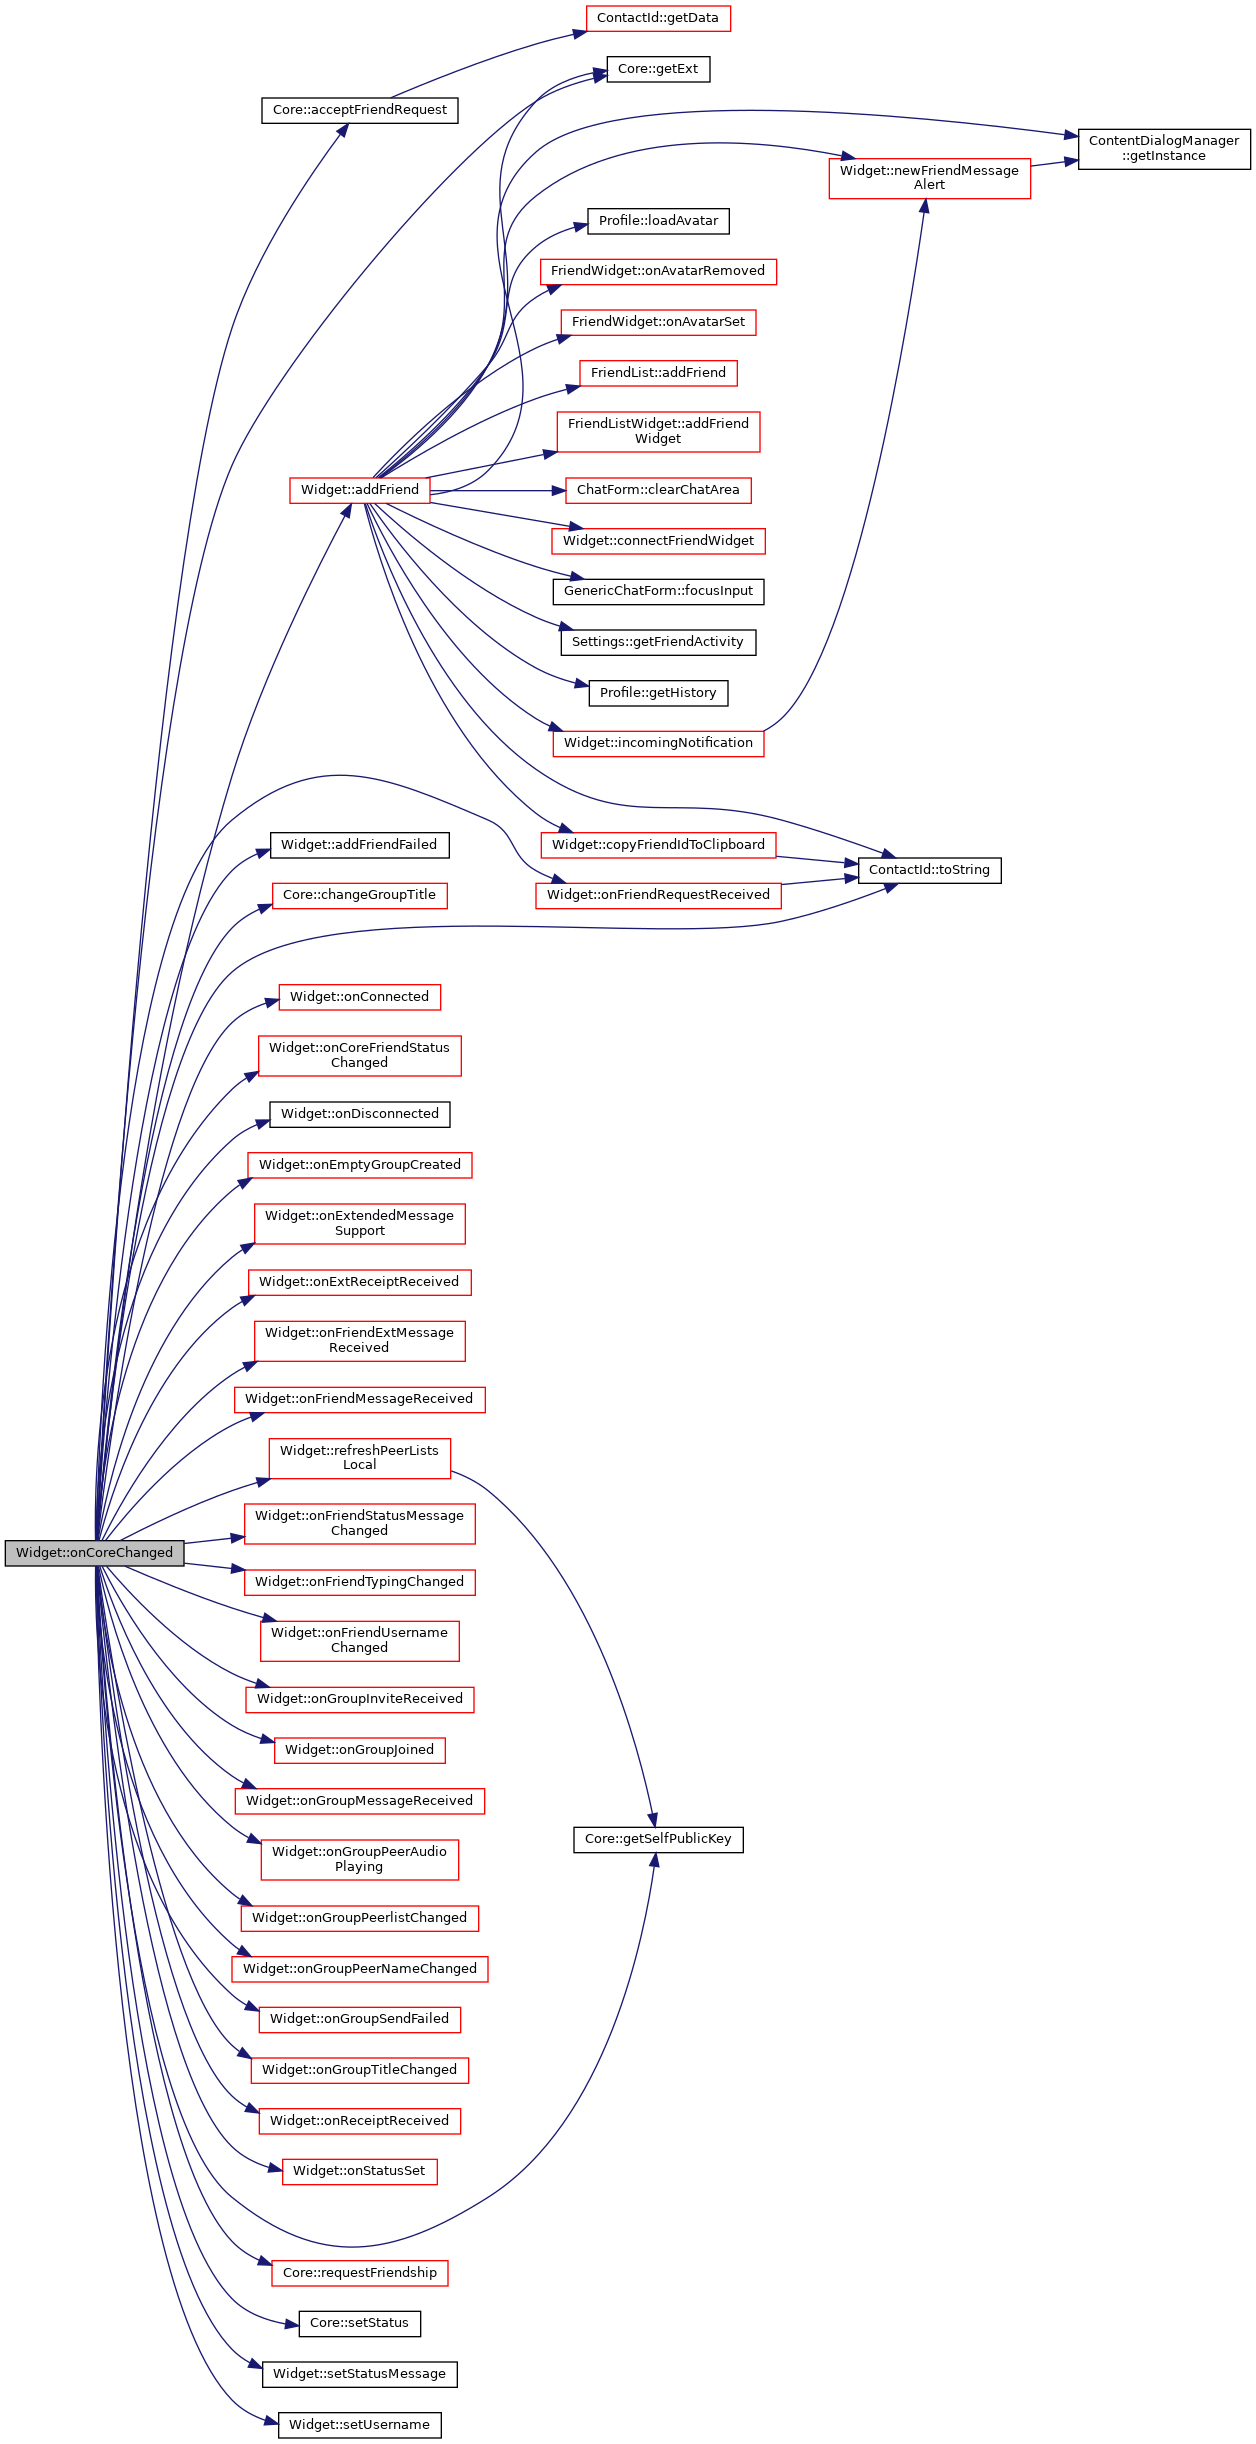 ContactId::getData
Core::getExt
Core::acceptFriendRequest
ContentDialogManager
::getInstance
Widget::newFriendMessage
Alert
Profile::loadAvatar
FriendWidget::onAvatarRemoved
FriendWidget::onAvatarSet
FriendList::addFriend
FriendListWidget::addFriend
Widget
Widget::addFriend
ChatForm::clearChatArea
Widget::connectFriendWidget
GenericChatForm::focusInput
Settings::getFriendActivity
Profile::getHistory
Widget::incomingNotification
Widget::addFriendFailed
Widget::copyFriendIdToClipboard
ContactId::toString
Core::changeGroupTitle
Widget::onFriendRequestReceived
Widget::onConnected
Widget::onCoreFriendStatus
Changed
Widget::onDisconnected
Widget::onEmptyGroupCreated
Widget::onExtendedMessage
Support
Widget::onExtReceiptReceived
Widget::onFriendExtMessage
Received
Widget::onFriendMessageReceived
Widget::refreshPeerLists
Local
Widget::onFriendStatusMessage
Changed
Widget::onCoreChanged
Widget::onFriendTypingChanged
Widget::onFriendUsername
Changed
Widget::onGroupInviteReceived
Widget::onGroupJoined
Widget::onGroupMessageReceived
Core::getSelfPublicKey
Widget::onGroupPeerAudio
Playing
Widget::onGroupPeerlistChanged
Widget::onGroupPeerNameChanged
Widget::onGroupSendFailed
Widget::onGroupTitleChanged
Widget::onReceiptReceived
Widget::onStatusSet
Core::requestFriendship
Core::setStatus
Widget::setStatusMessage
Widget::setUsername